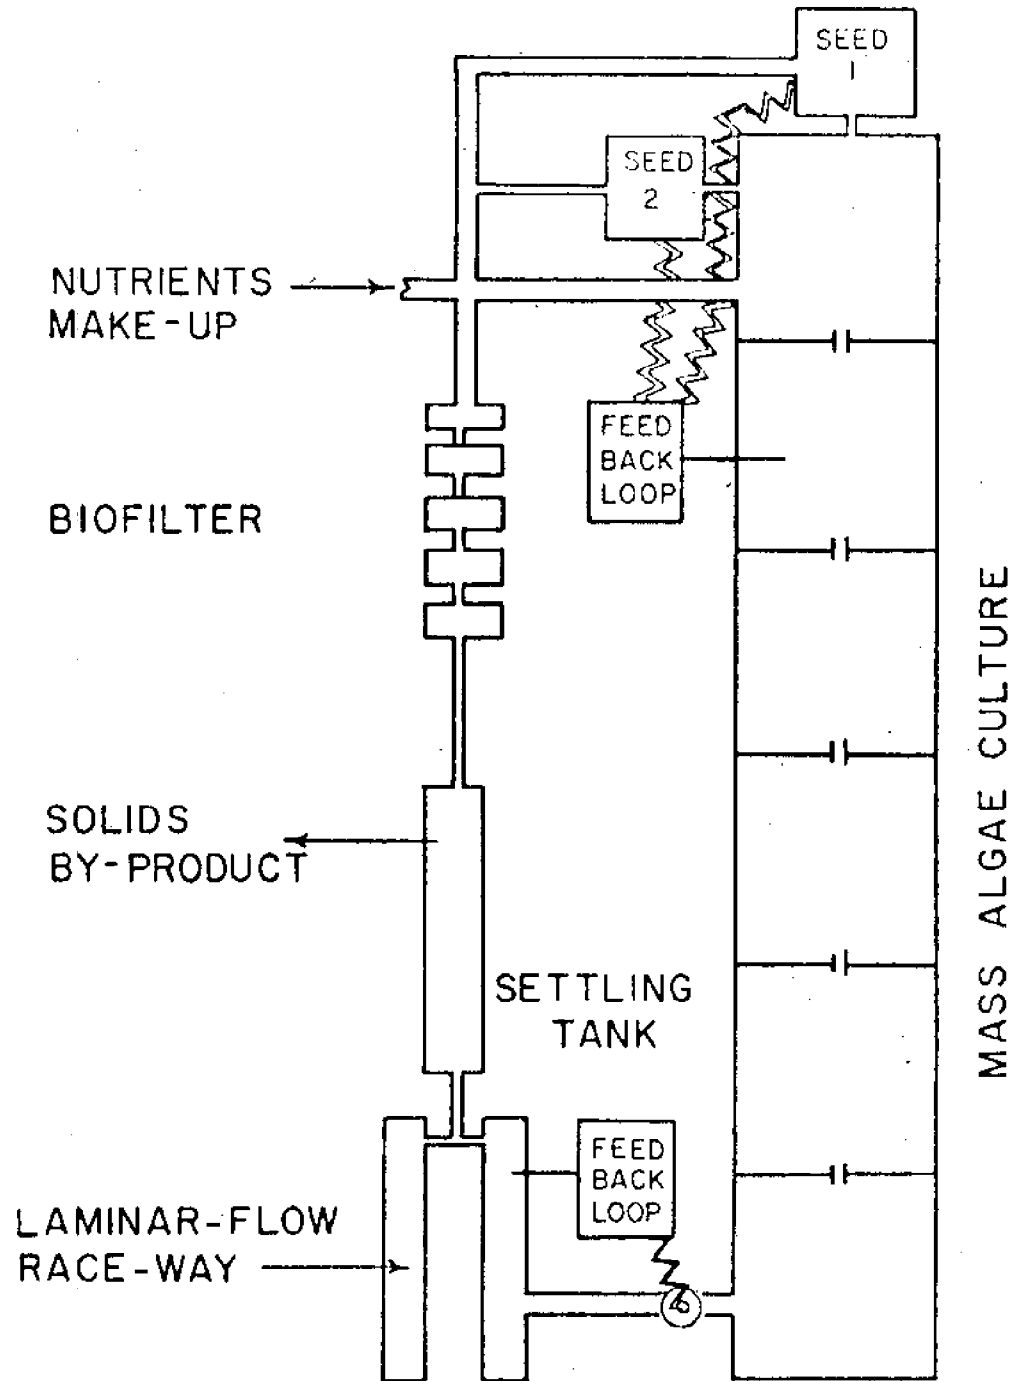 SEED
1
SEED
2
NUTRIENTS
MAKE-UP
FEED
BACK
LOOP
BIOFILTER
MASS ALGAE CULTURE
SOLIDS
BY-PRODUCT
SETTLING
TANK
FEED
BACK
LOOP
LAMINAR-FLOW
RACE-WAY